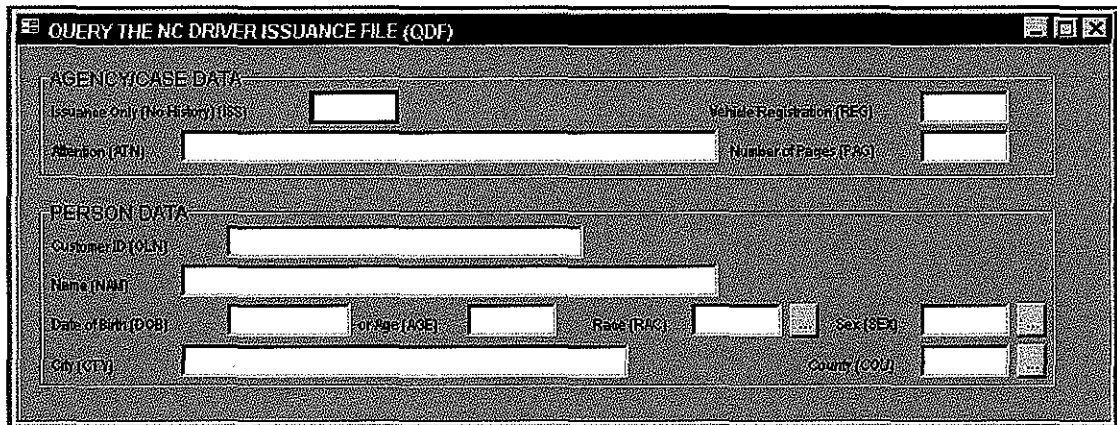 QUERY THE NC DRIVER ISSUANCE FILE (QDF)
AGENCY/CASE DATA
Issuance Only (No History) (ISS) Vehicle Registration (REG)
Attention (ATN) Number of Pages (PAG)
PERSON DATA
Customer ID (OLN)
Name (NAM)
Date of Birth (DOB) or Age (AGE) Race (RAC) ... Sex (SEX) ...
City (CTY) County (COU) ...